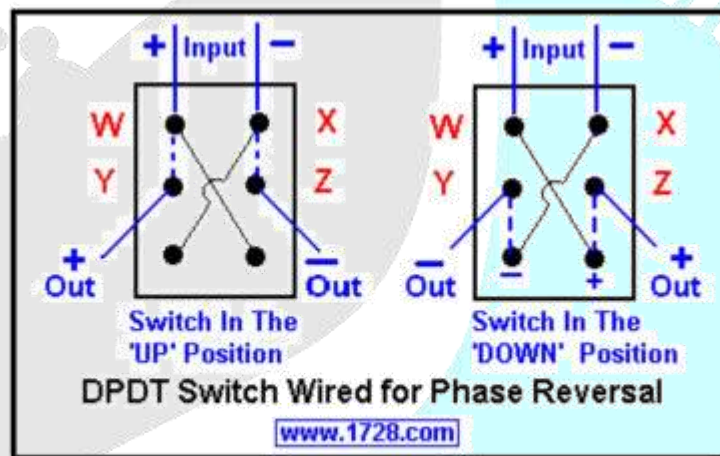 + Input −
W X
Y Z
+ −
Out Out
Switch In The
'UP' Position
+ Input −
W X
Y Z
− +
− Out + Out
Switch In The
'DOWN' Position
DPDT Switch Wired for Phase Reversal
www.1728.com